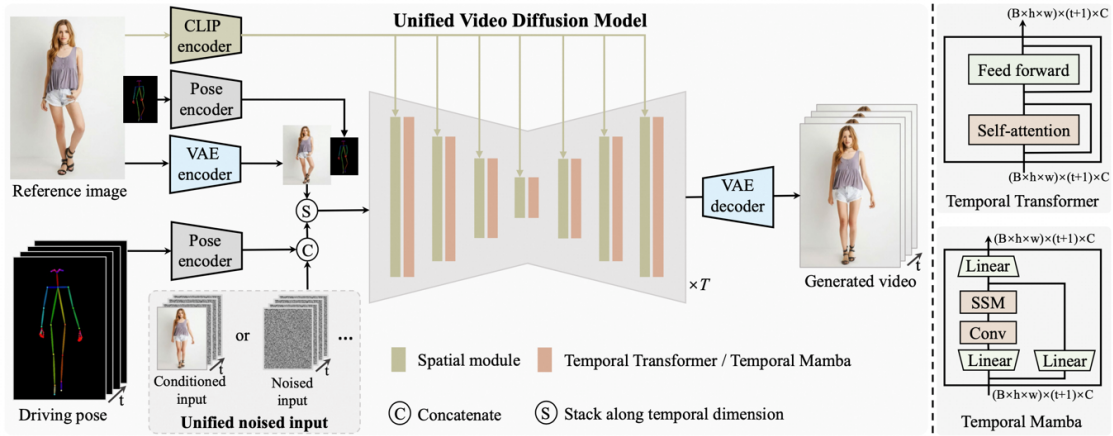 Unified Video Diffusion Model
CLIP
encoder
Pose
encoder
VAE
encoder
Reference image
S
C
Pose
encoder
t
Driving pose
or
...
t
t
Conditioned
input
Noised
input
Unified noised input
×T
VAE
decoder
t
Generated video
Spatial module
Temporal Transformer / Temporal Mamba
C
Concatenate
S
Stack along temporal dimension
(B×h×w)×(t+1)×C
Feed forward
Self-attention
(B×h×w)×(t+1)×C
Temporal Transformer
(B×h×w)×(t+1)×C
Linear
SSM
Conv
Linear
Linear
(B×h×w)×(t+1)×C
Temporal Mamba